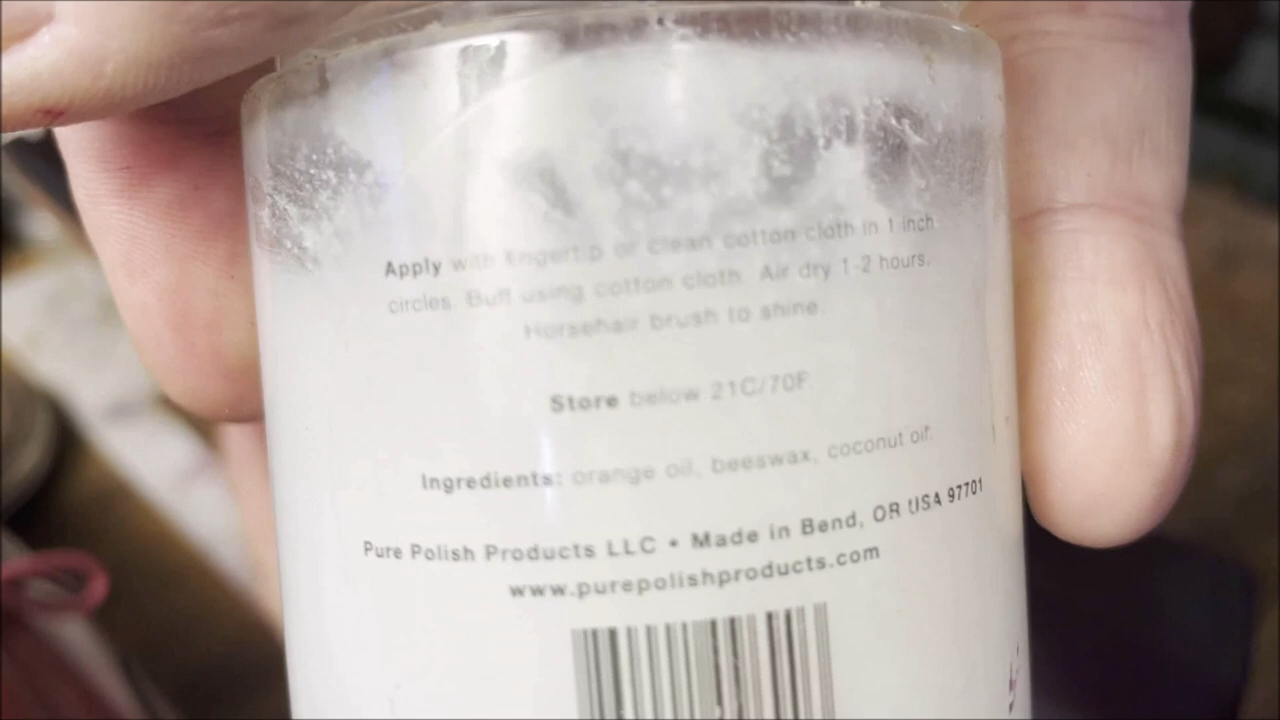 Apply with fingertip or clean cotton cloth in 1 inch
circles. Buff using cotton cloth. Air dry 1-2 hours.
Horsehair brush to shine.
Store below 21C/70F.
Ingredients: orange oil, beeswax, coconut oil.
Pure Polish Products LLC • Made in Bend, OR USA 97701
www.purepolishproducts.com